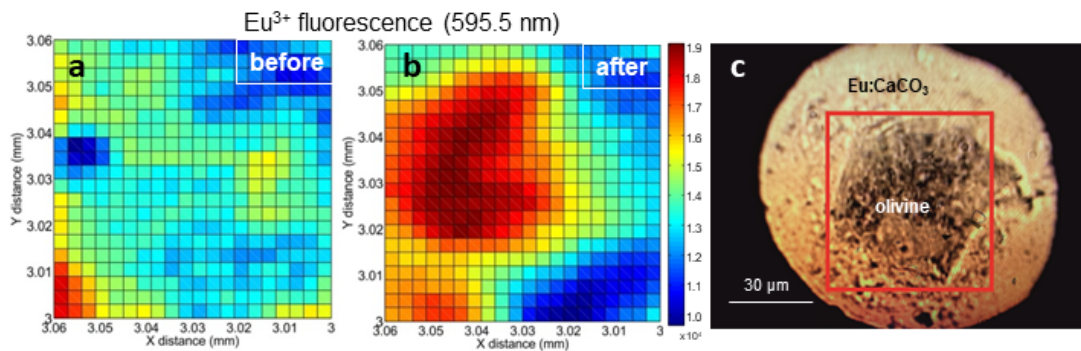 Eu³⁺ fluorescence (595.5 nm)
a
before
3.06
3.05
3.04
3.03
3.02
3.01
3
3.06
3.05
3.04
3.03
3.02
3.01
3
Y distance (mm)
X distance (mm)
b
after
3.06
3.05
3.04
3.03
3.02
3.01
3
3.06
3.05
3.04
3.03
3.02
3.01
3
Y distance (mm)
X distance (mm)
1.9
1.8
1.7
1.6
1.5
1.4
1.3
1.2
1.1
1.0
x10⁴
c
Eu:CaCO₃
olivine
30 µm